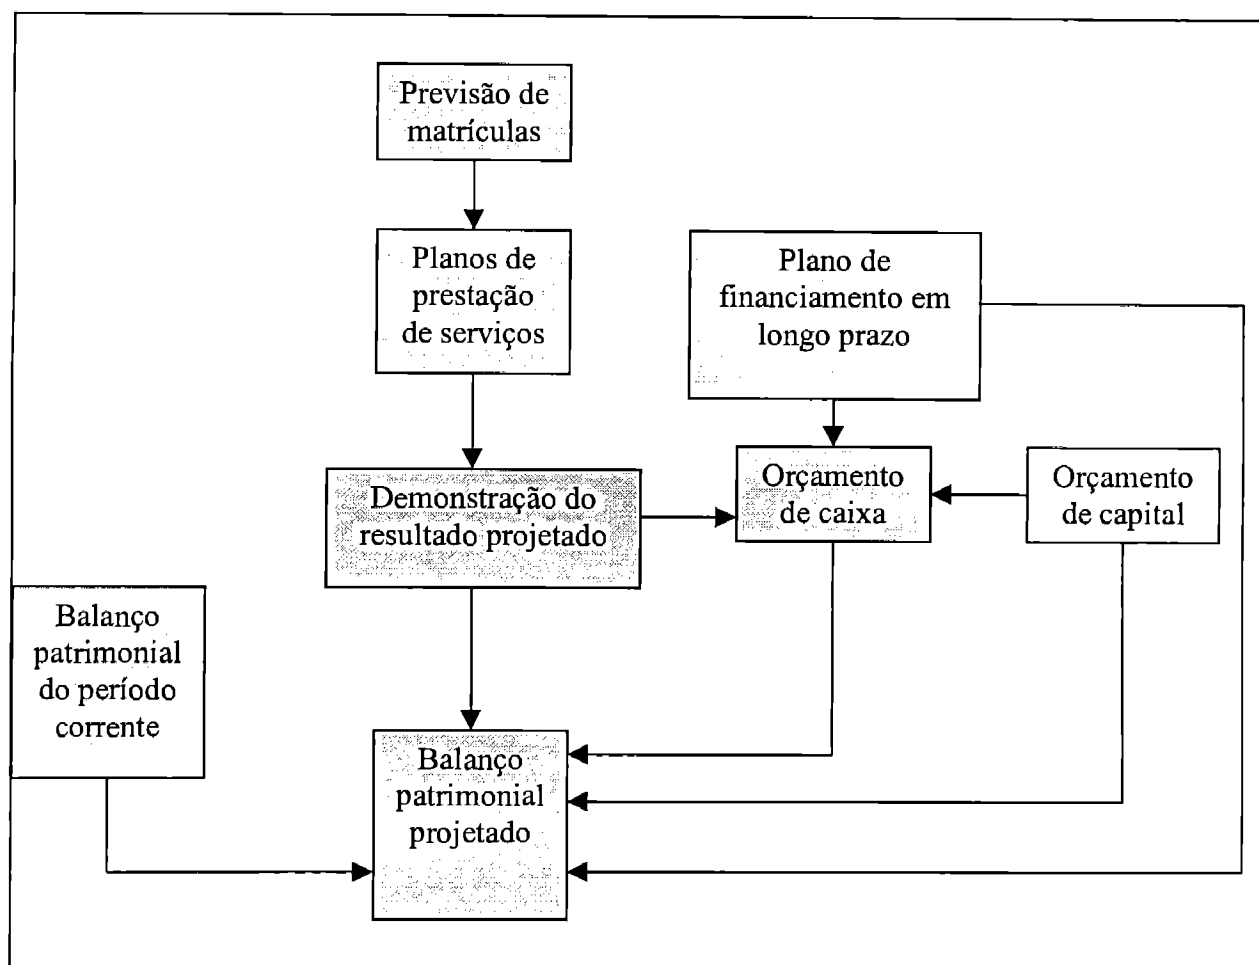 Previsão de
matrículas
Planos de
prestação
de serviços
Plano de
financiamento em
longo prazo
Demonstração do
resultado projetado
Orçamento
de caixa
Orçamento
de capital
Balanço
patrimonial
do período
corrente
Balanço
patrimonial
projetado